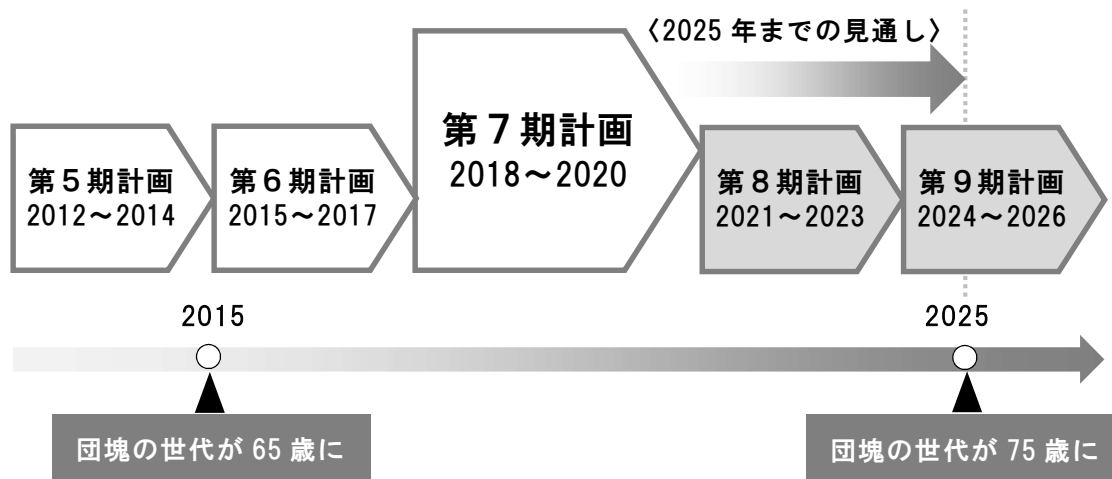 〈2025 年までの見通し〉
第5期計画
2012～2014
第6期計画
2015～2017
第7期計画
2018～2020
第8期計画
2021～2023
第9期計画
2024～2026
2015
2025
団塊の世代が 65 歳に
団塊の世代が 75 歳に